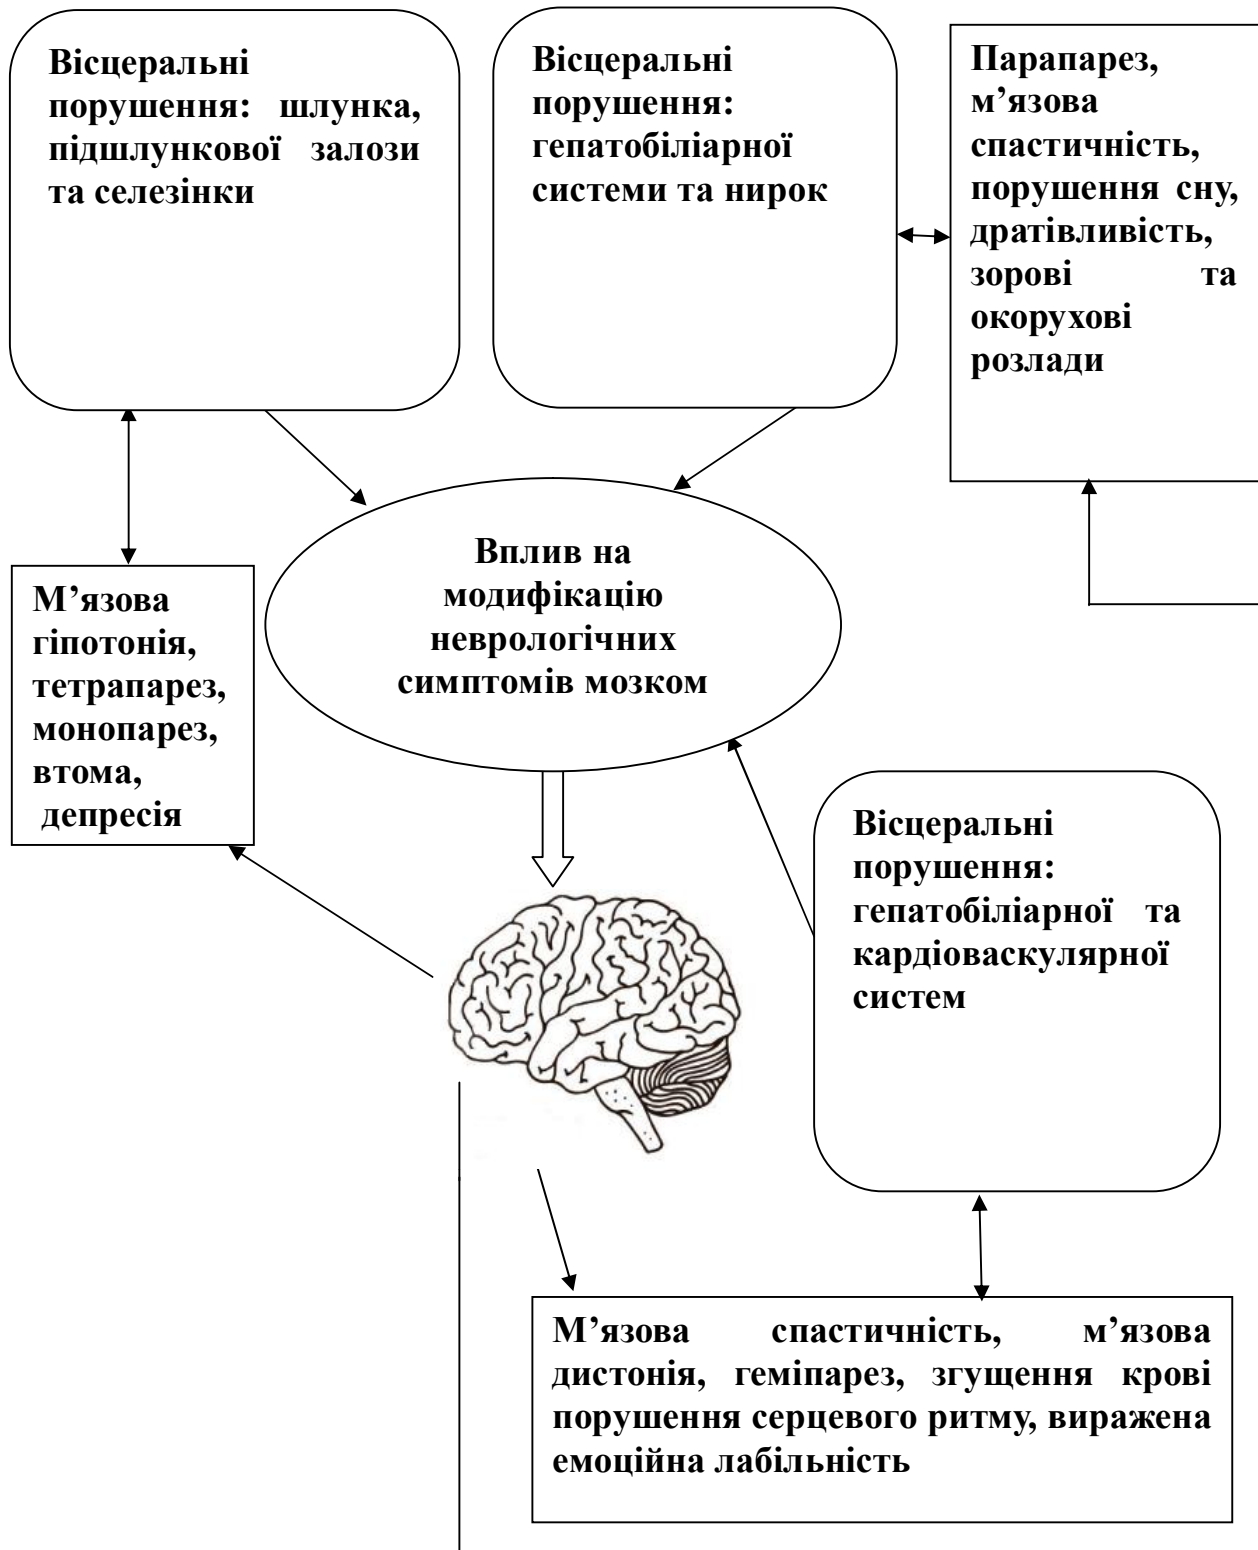 Вісцеральні
порушення: шлунка,
підшлункової залози
та селезінки
Вісцеральні
порушення:
гепатобіліарної
системи та нирок
Парапарез,
м’язова
спастичність,
порушення сну,
дратівливість,
зорові та
окорухові
розлади
Вплив на
модифікацію
неврологічних
симптомів мозком
М’язова
гіпотонія,
тетрапарез,
монопарез,
втома,
депресія
Вісцеральні
порушення:
гепатобіліарної та
кардіоваскулярної
систем
М’язова спастичність, м’язова
дистонія, геміпарез, згущення крові
порушення серцевого ритму, виражена
емоційна лабільність